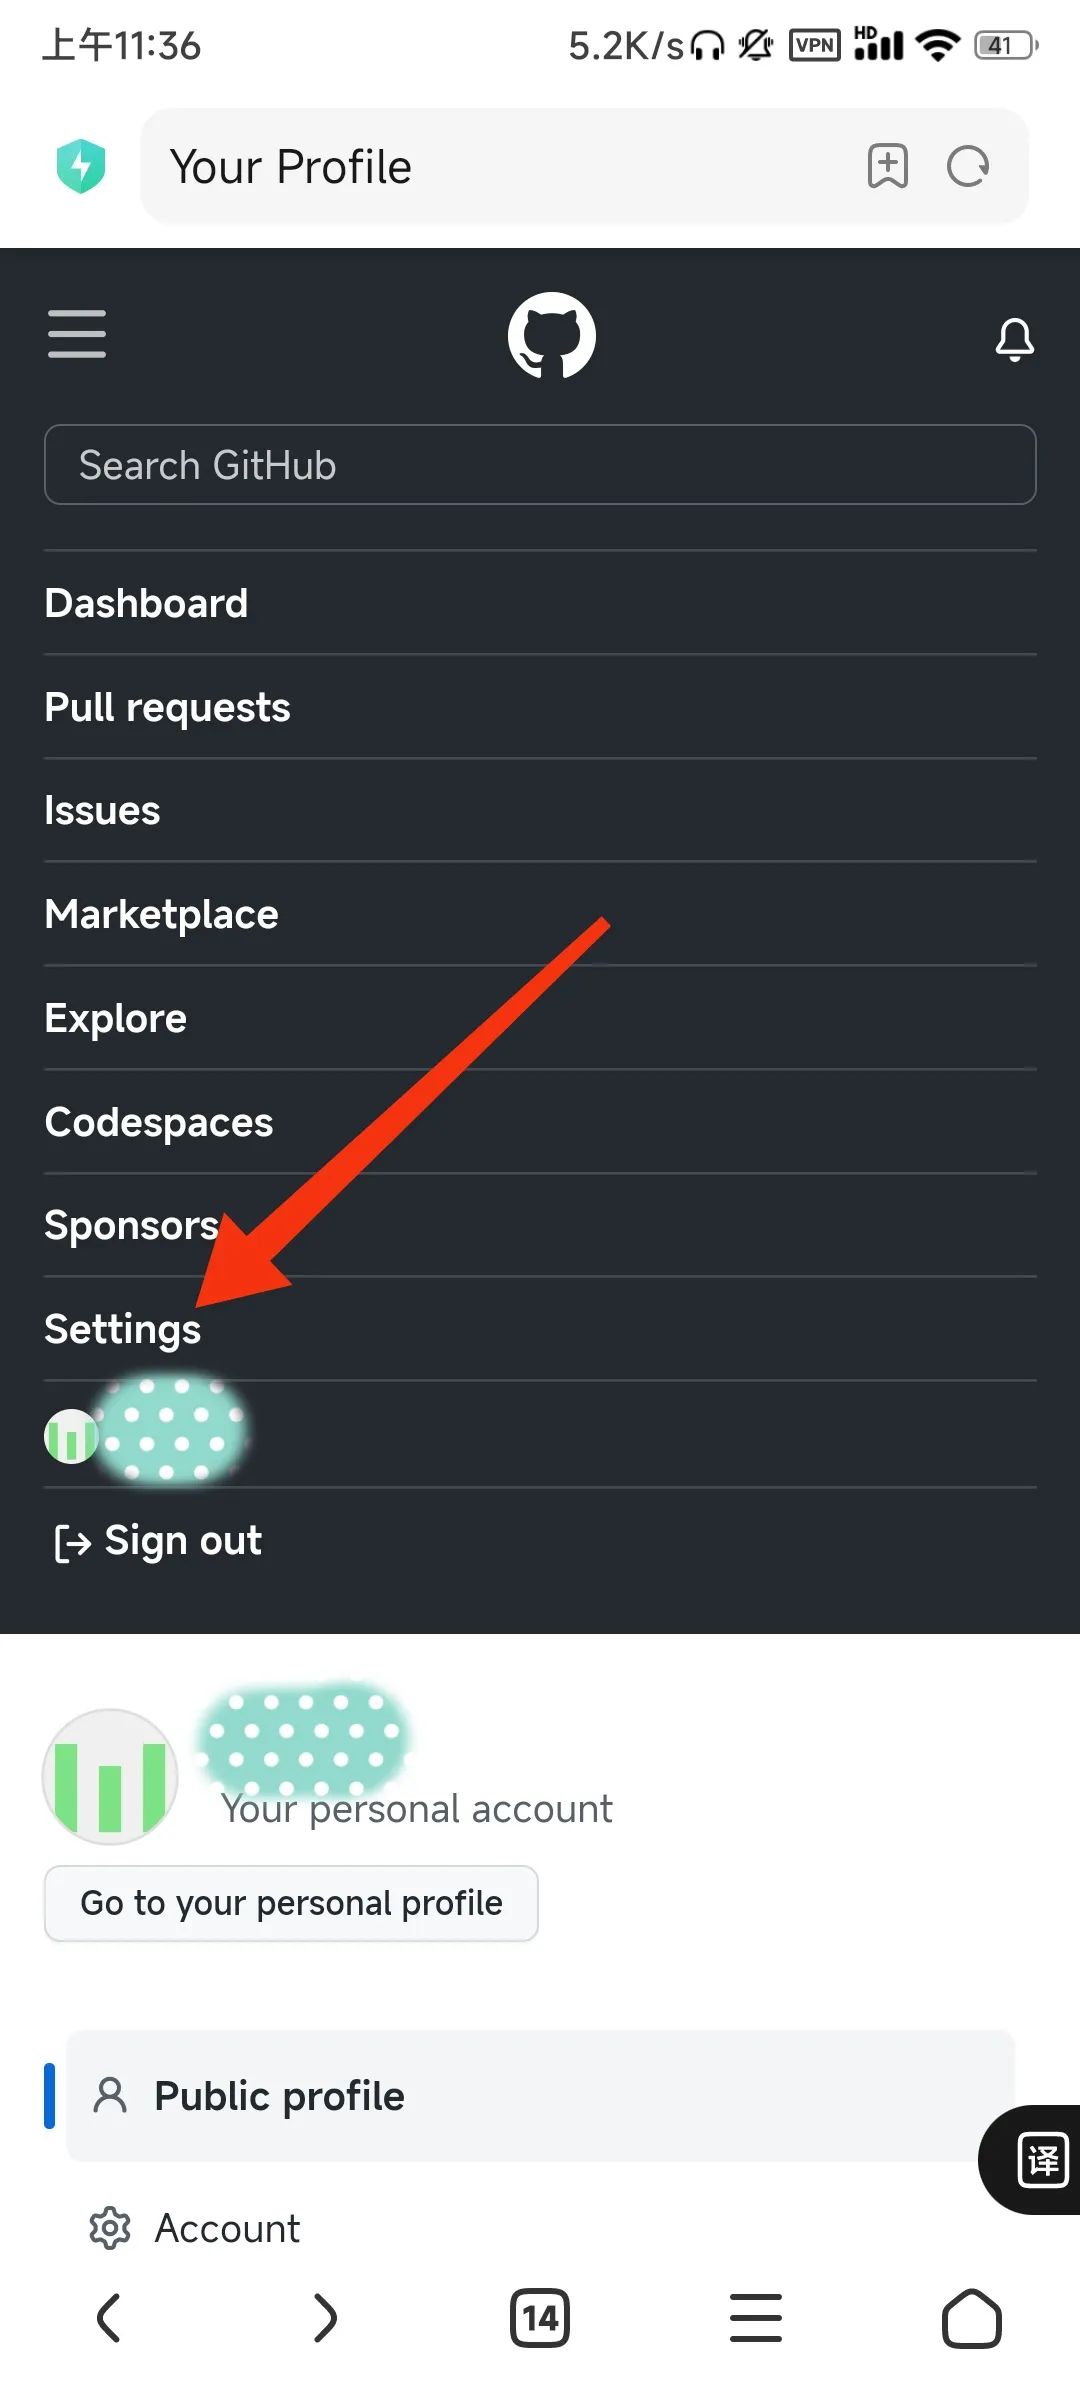 上午11:36
5.2K/s VPN HD 41
Your Profile
Search GitHub
Dashboard
Pull requests
Issues
Marketplace
Explore
Codespaces
Sponsors
Settings
Sign out
Your personal account
Go to your personal profile
Public profile
译
Account
14